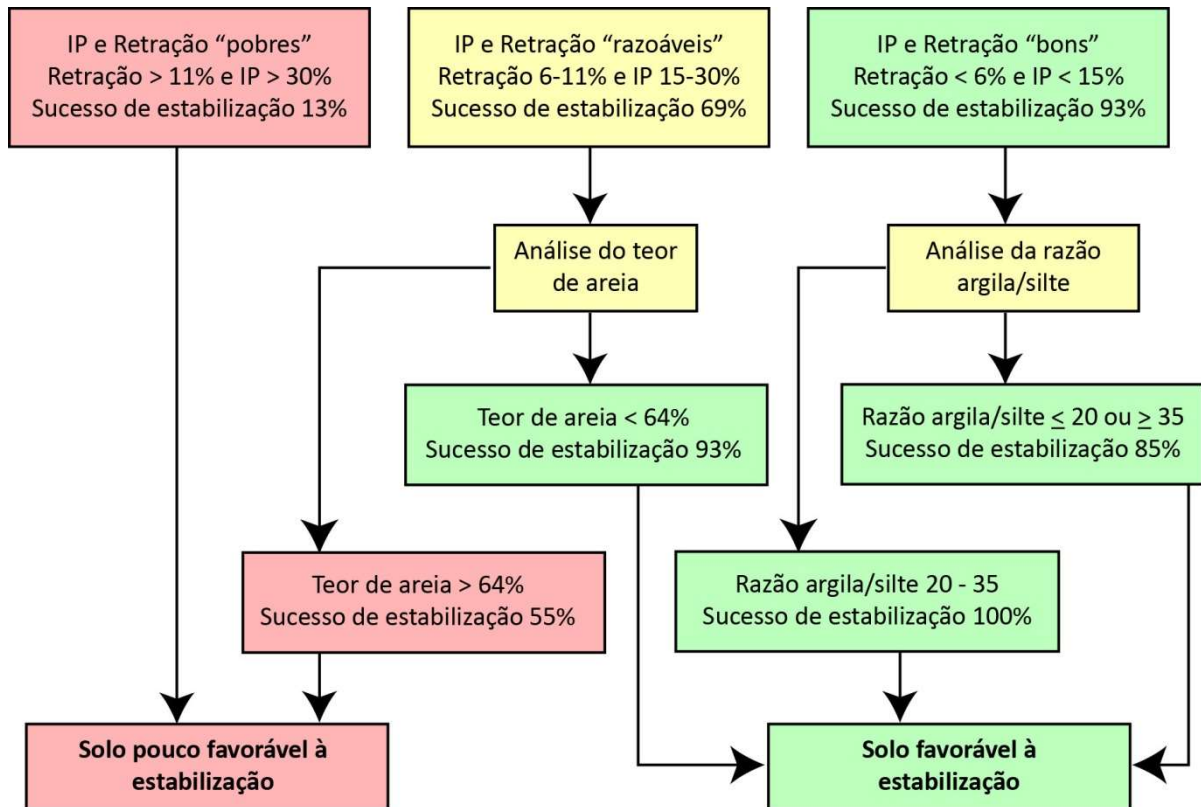 IP e Retração “pobres”
Retração > 11% e IP > 30%
Sucesso de estabilização 13%
IP e Retração “razoáveis”
Retração 6-11% e IP 15-30%
Sucesso de estabilização 69%
IP e Retração “bons”
Retração < 6% e IP < 15%
Sucesso de estabilização 93%
Análise do teor
de areia
Análise da razão
argila/silte
Teor de areia < 64%
Sucesso de estabilização 93%
Razão argila/silte ≤ 20 ou ≥ 35
Sucesso de estabilização 85%
Teor de areia > 64%
Sucesso de estabilização 55%
Razão argila/silte 20 - 35
Sucesso de estabilização 100%
Solo pouco favorável à
estabilização
Solo favorável à
estabilização